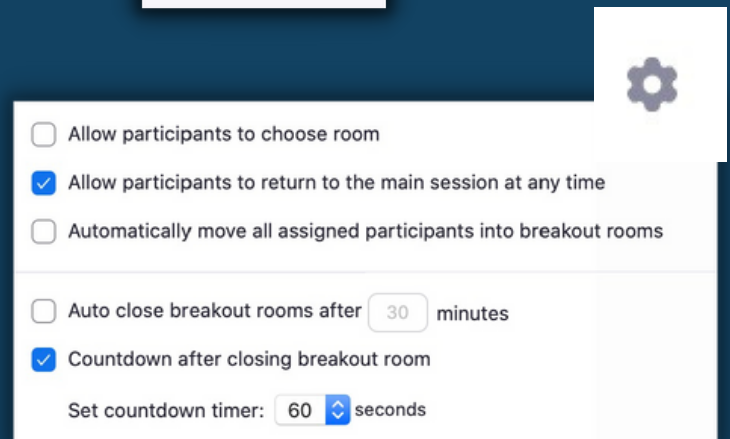 Allow participants to choose room
Allow participants to return to the main session at any time
Automatically move all assigned participants into breakout rooms
Auto close breakout rooms after 30 minutes
Countdown after closing breakout room
Set countdown timer: 60 seconds